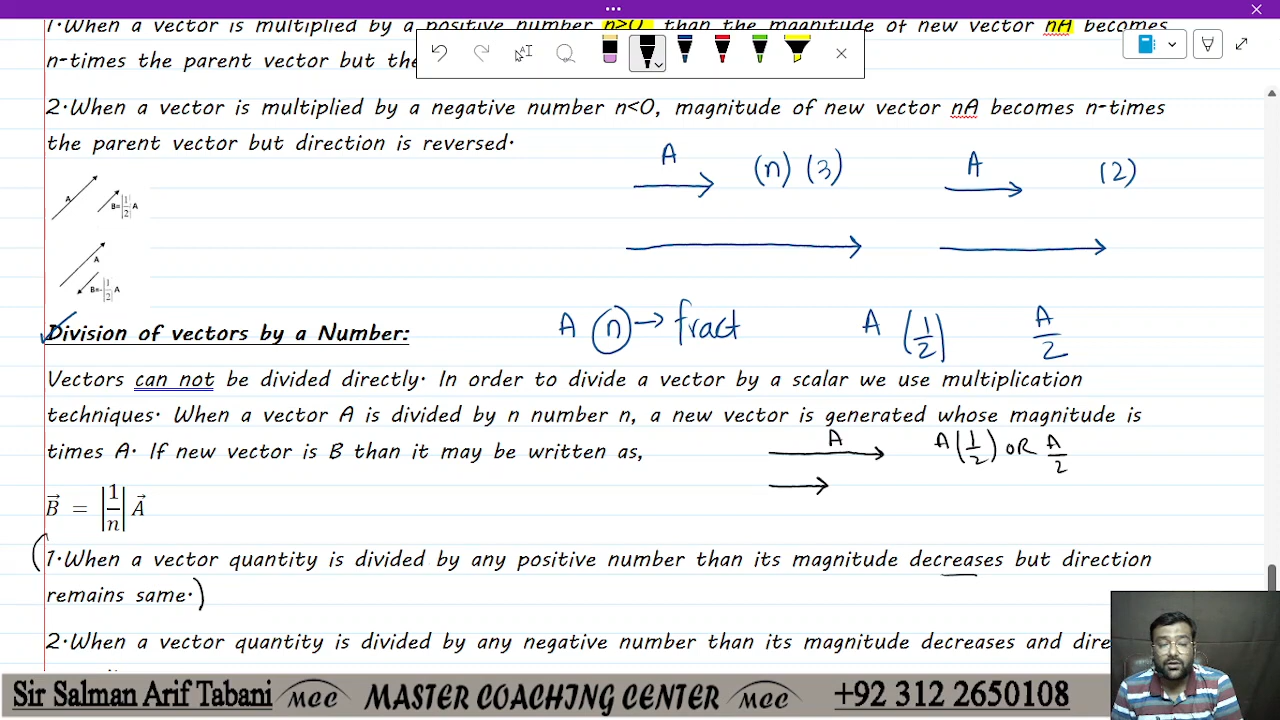 1.When a vector is multiplied by a positive number n>0, than the magnitude of new vector nA becomes
n-times the parent vector but the
2.When a vector is multiplied by a negative number n<0, magnitude of new vector nA becomes n-times
the parent vector but direction is reversed.
A (n) (3) A (2)
A B=|1/2| A
A
B=-|1/2| A
Division of vectors by a Number:
A n → fract A (1/2) A/2
Vectors can not be divided directly. In order to divide a vector by a scalar we use multiplication
techniques. When a vector A is divided by n number n, a new vector is generated whose magnitude is
times A. If new vector is B than it may be written as,
A A(1/2) OR A/2
B⃗ = |1/n| A⃗
(1.When a vector quantity is divided by any positive number than its magnitude decreases but direction
remains same.)
2.When a vector quantity is divided by any negative number than its magnitude decreases and dire
Sir Salman Arif Tabani MCC MASTER COACHING CENTER MCC +92 312 2650108